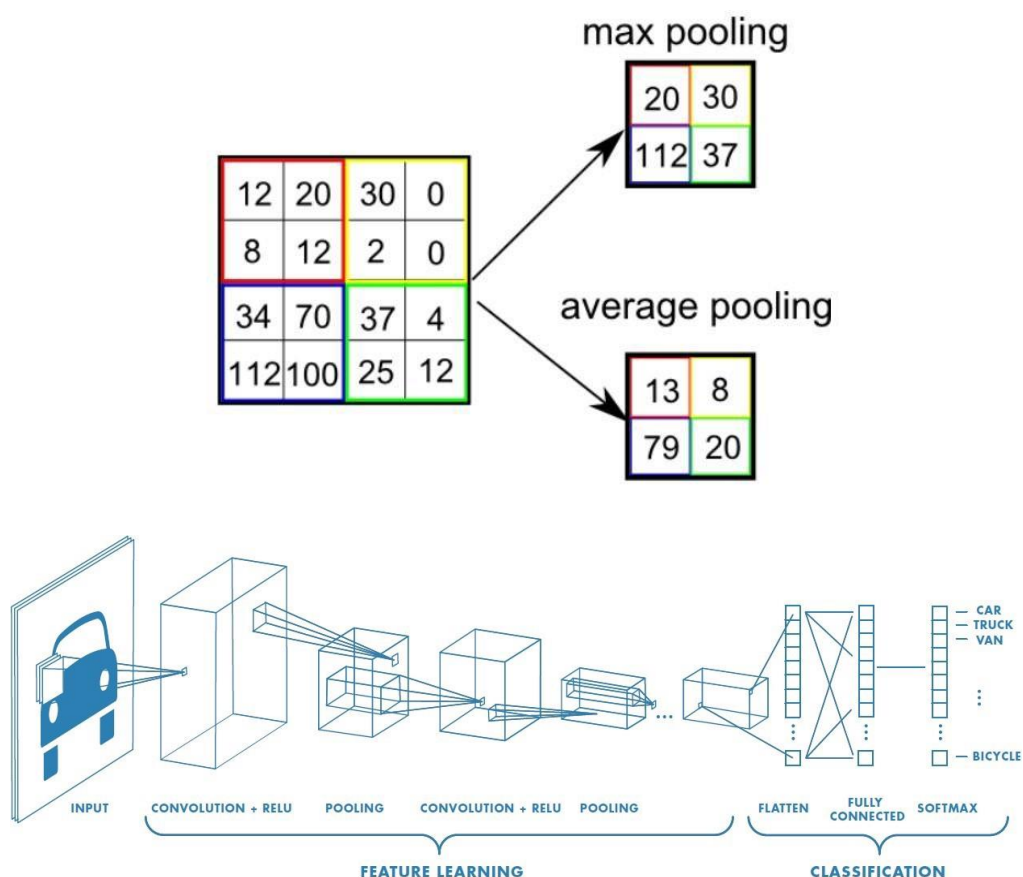 max pooling
20 30
112 37
12 20 30 0
8 12 2 0
34 70 37 4
112 100 25 12
average pooling
13 8
79 20
CAR
TRUCK
VAN
BICYCLE
INPUT
CONVOLUTION + RELU
POOLING
CONVOLUTION + RELU
POOLING
FLATTEN
FULLY
CONNECTED
SOFTMAX
FEATURE LEARNING
CLASSIFICATION